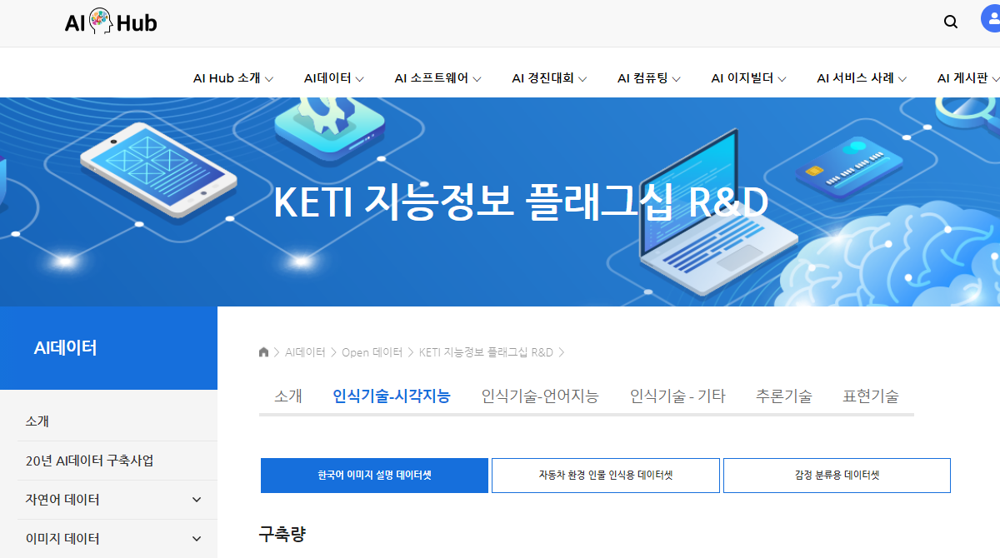 AI Hub
AI Hub 소개 AI데이터 AI 소프트웨어 AI 경진대회 AI 컴퓨팅 AI 이지빌더 AI 서비스 사례 AI 게시판
KETI 지능정보 플래그십 R&D
AI데이터
소개
20년 AI데이터 구축사업
자연어 데이터
이미지 데이터
AI데이터 > Open 데이터 > KETI 지능정보 플래그십 R&D >
소개 인식기술-시각지능 인식기술-언어지능 인식기술 - 기타 추론기술 표현기술
한국어 이미지 설명 데이터셋 자동차 환경 인물 인식용 데이터셋 감정 분류용 데이터셋
구축량